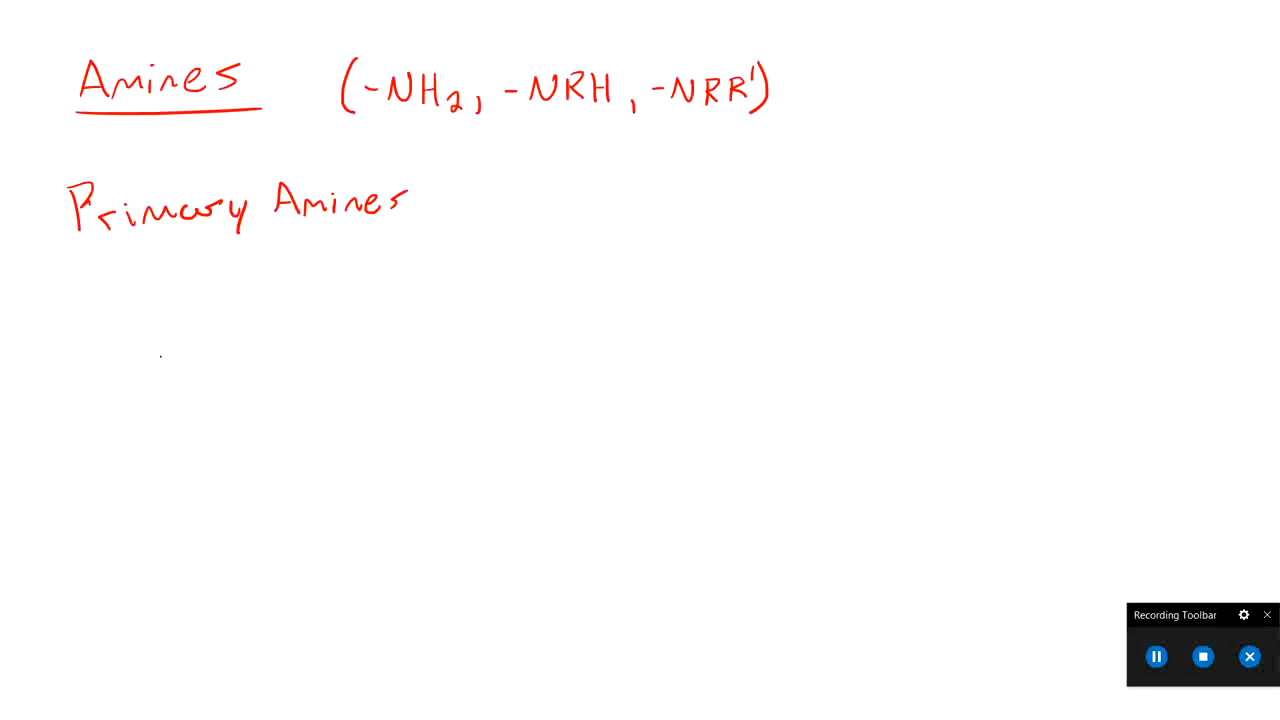 Amines (-NH₂, -NRH, -NRR')
Primary Amines
Recording Toolbar